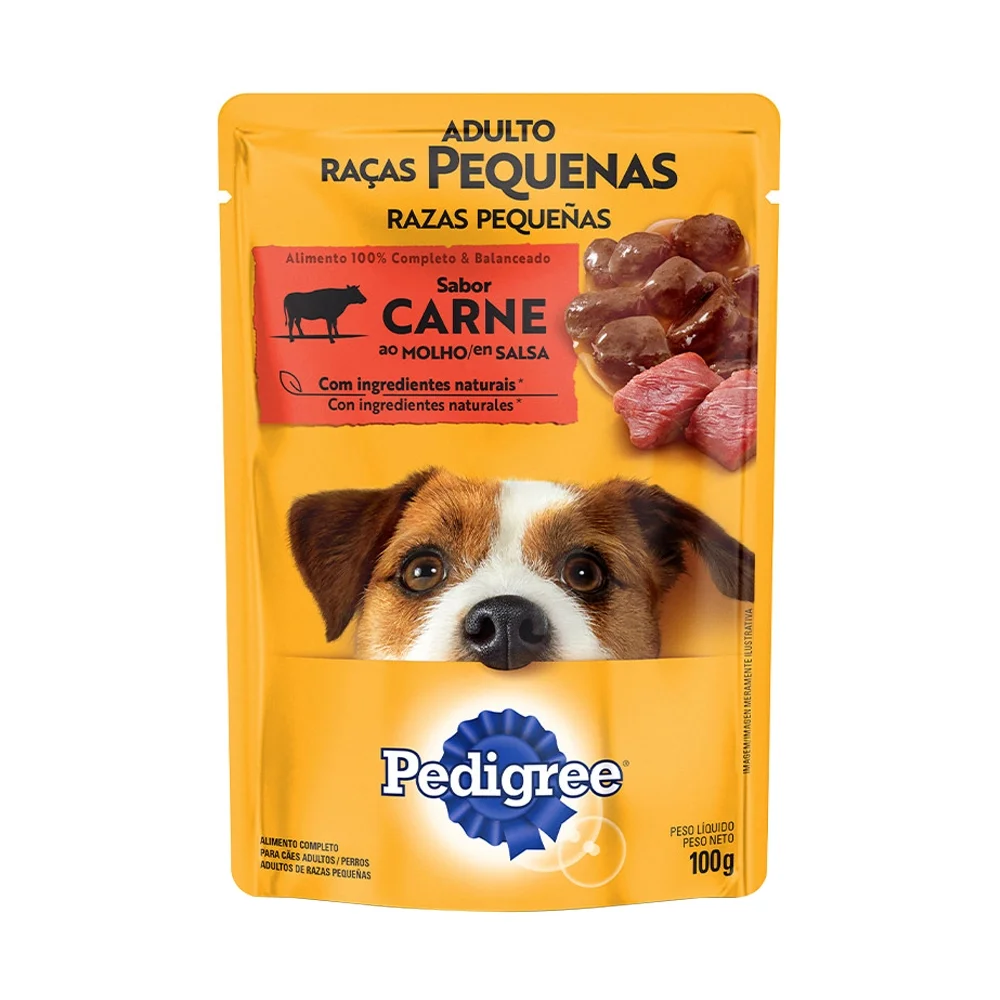 ADULTO
RAÇAS PEQUENAS
RAZAS PEQUEÑAS
Alimento 100% Completo & Balanceado
Sabor
CARNE
ao MOLHO/en SALSA
Com ingredientes naturais*
Con ingredientes naturales*
IMAGEM/IMAGEN MERAMENTE ILUSTRATIVA
Pedigree®
ALIMENTO COMPLETO
PARA CÃES ADULTOS / PERROS
ADULTOS DE RAZAS PEQUEÑAS
PESO LÍQUIDO
PESO NETO
100g